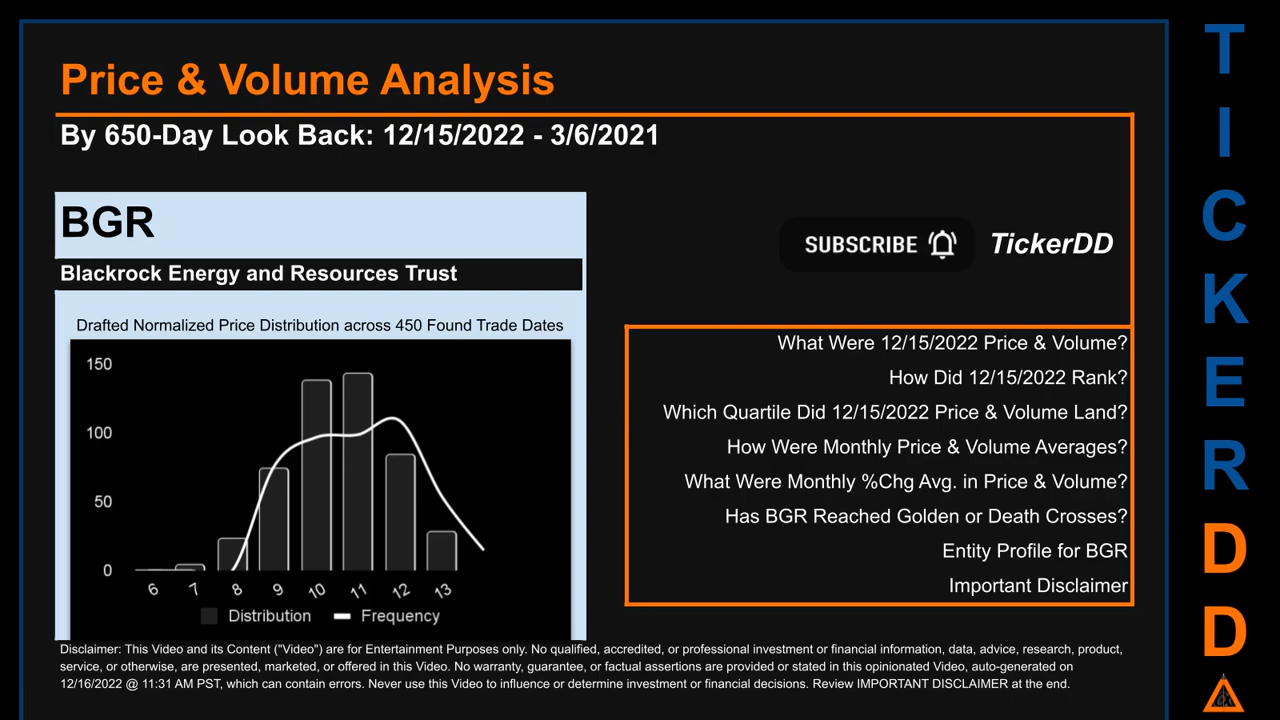 Price & Volume Analysis
By 650-Day Look Back: 12/15/2022 - 3/6/2021
BGR
Blackrock Energy and Resources Trust
Drafted Normalized Price Distribution across 450 Found Trade Dates
150
100
50
0
6 7 8 9 10 11 12 13
Distribution Frequency
SUBSCRIBE TickerDD
What Were 12/15/2022 Price & Volume?
How Did 12/15/2022 Rank?
Which Quartile Did 12/15/2022 Price & Volume Land?
How Were Monthly Price & Volume Averages?
What Were Monthly %Chg Avg. in Price & Volume?
Has BGR Reached Golden or Death Crosses?
Entity Profile for BGR
Important Disclaimer
Disclaimer: This Video and its Content ("Video") are for Entertainment Purposes only. No qualified, accredited, or professional investment or financial information, data, advice, research, product,
service, or otherwise, are presented, marketed, or offered in this Video. No warranty, guarantee, or factual assertions are provided or stated in this opinionated Video, auto-generated on
12/16/2022 @ 11:31 AM PST, which can contain errors. Never use this Video to influence or determine investment or financial decisions. Review IMPORTANT DISCLAIMER at the end.
T
I
C
K
E
R
D
D